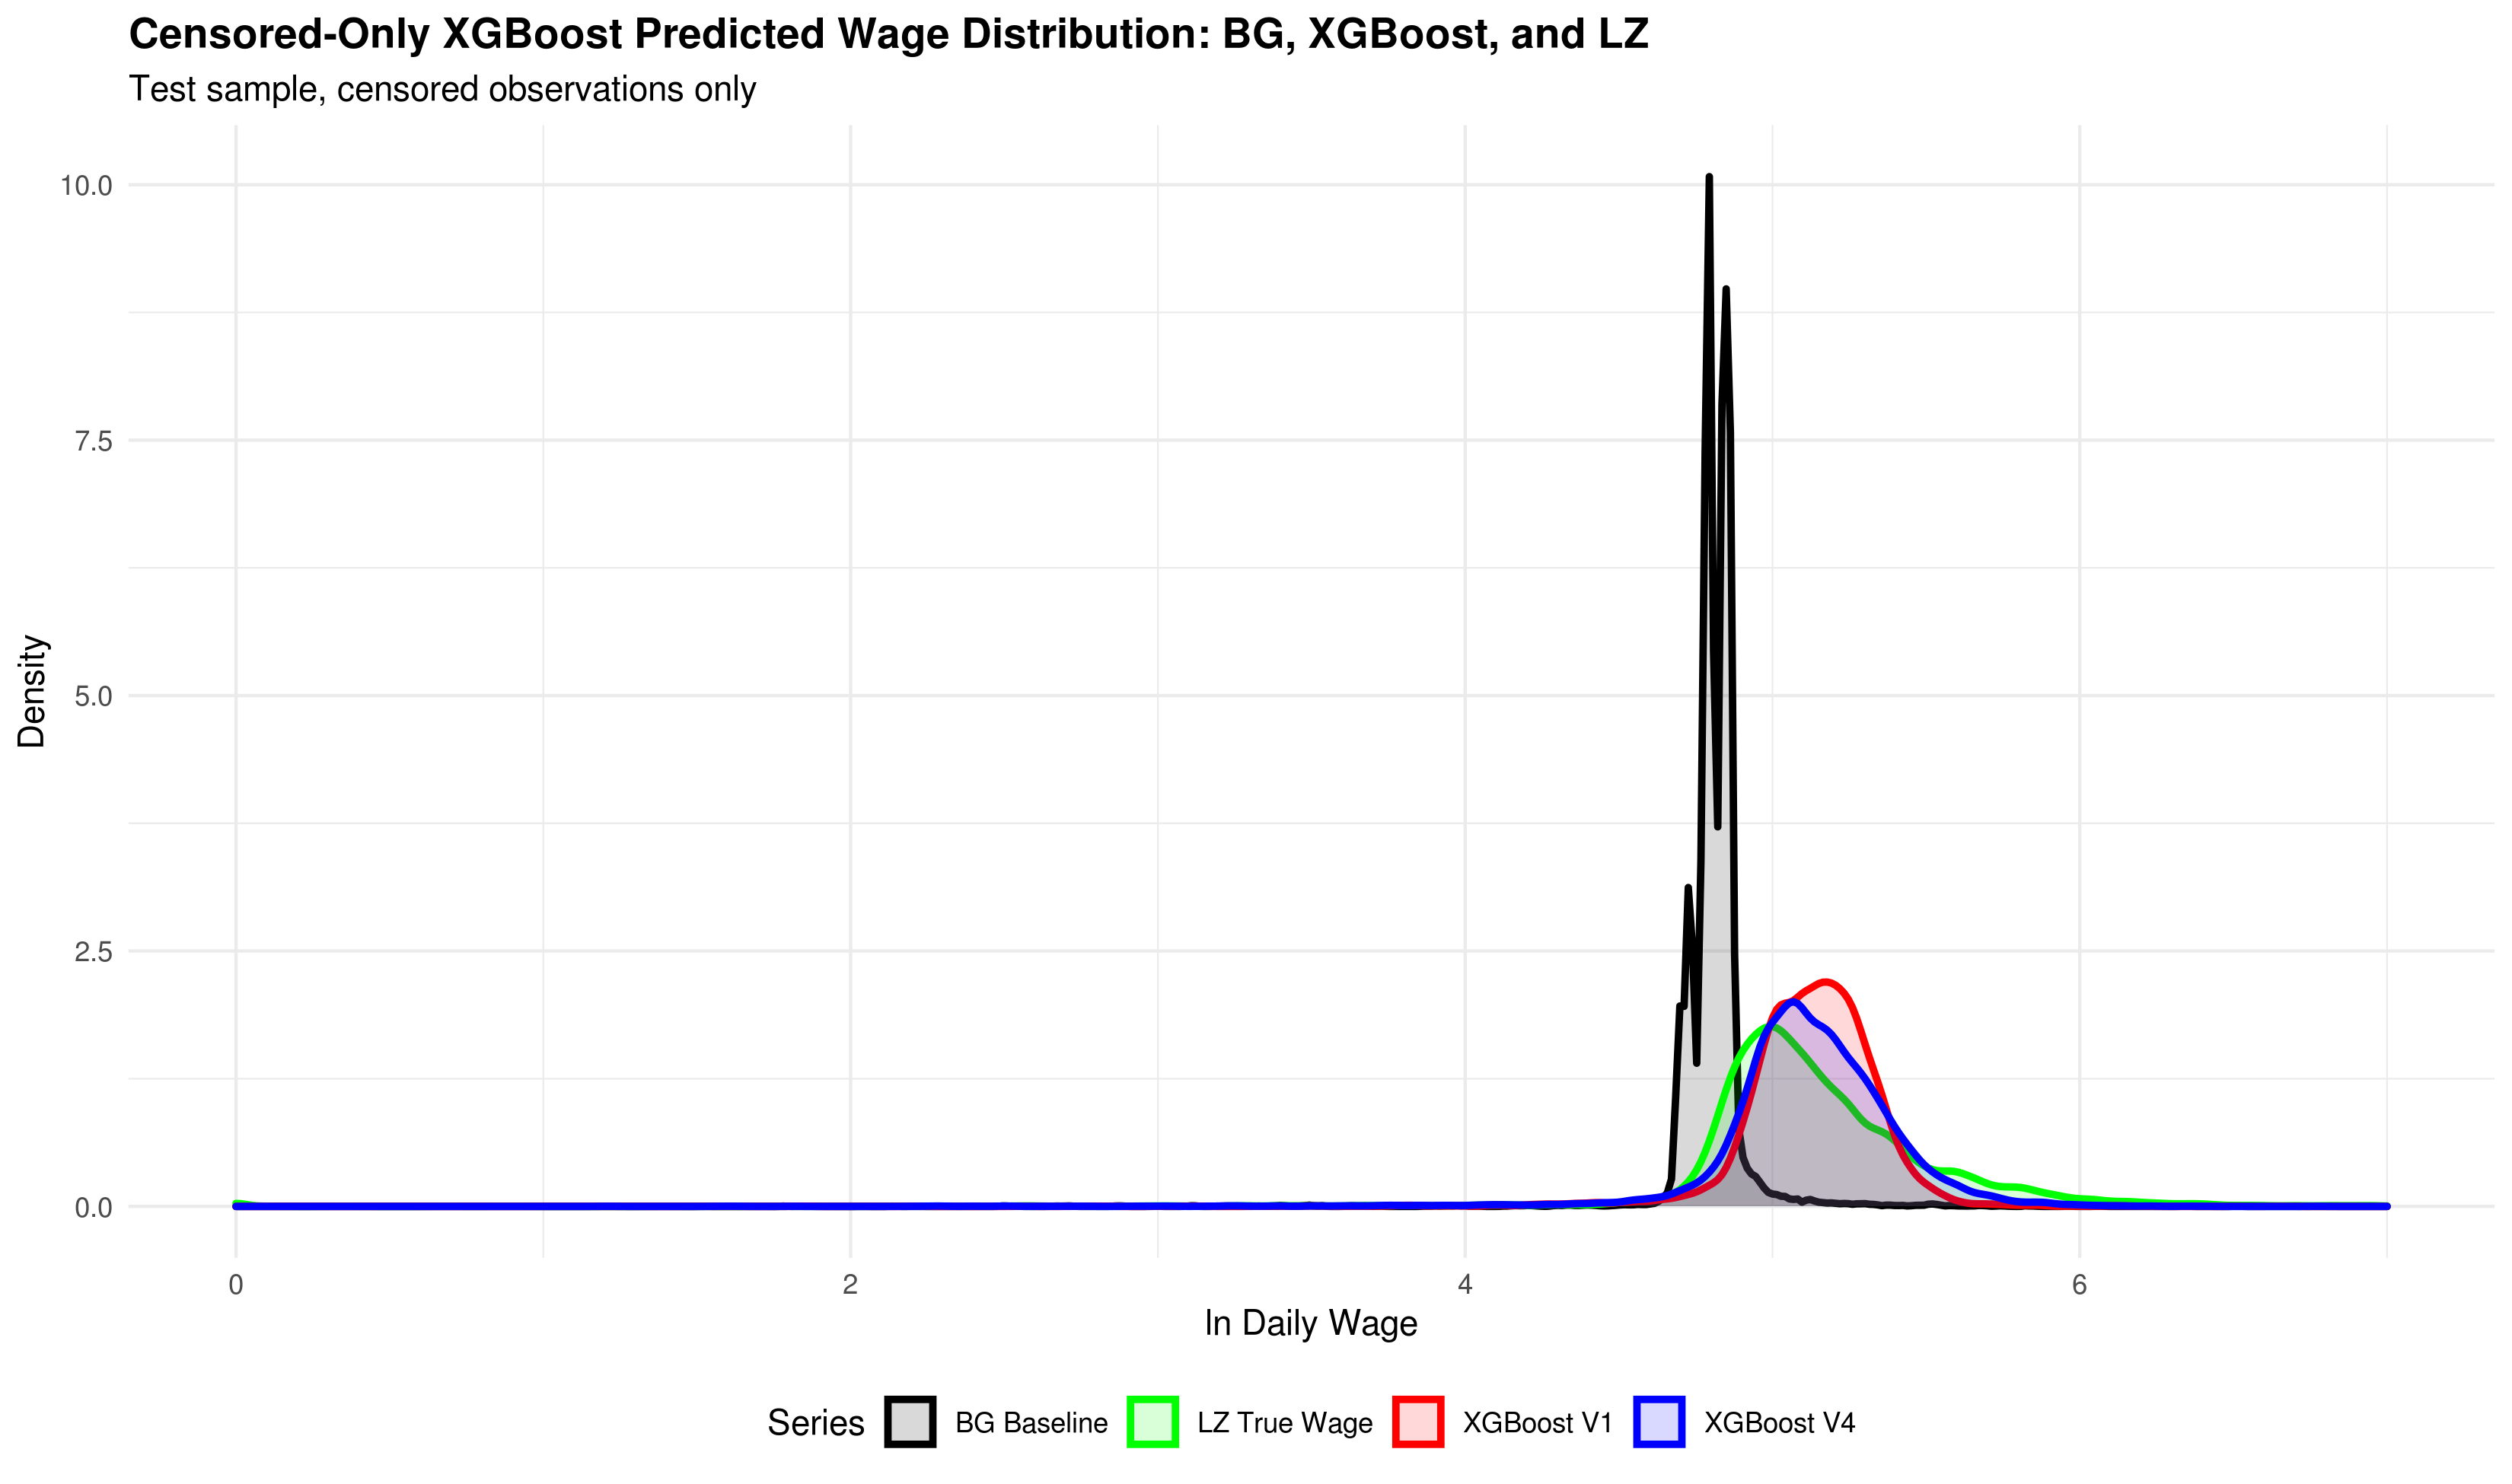 Censored-Only XGBoost Predicted Wage Distribution: BG, XGBoost, and LZ
Test sample, censored observations only
10.0
7.5
5.0
2.5
0.0
Density
0 2 4 6
ln Daily Wage
Series BG Baseline LZ True Wage XGBoost V1 XGBoost V4